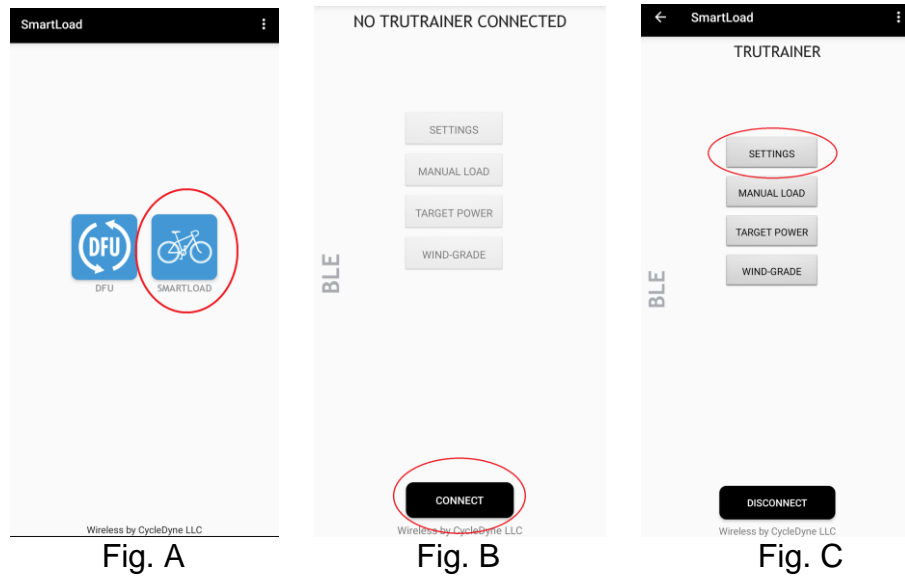 SmartLoad
DFU
DFU
SMARTLOAD
Wireless by CycleDyne LLC
Fig. A
NO TRUTRAINER CONNECTED
SETTINGS
MANUAL LOAD
TARGET POWER
WIND-GRADE
BLE
CONNECT
Wireless by CycleDyne LLC
Fig. B
SmartLoad
TRUTRAINER
SETTINGS
MANUAL LOAD
TARGET POWER
WIND-GRADE
BLE
DISCONNECT
Wireless by CycleDyne LLC
Fig. C